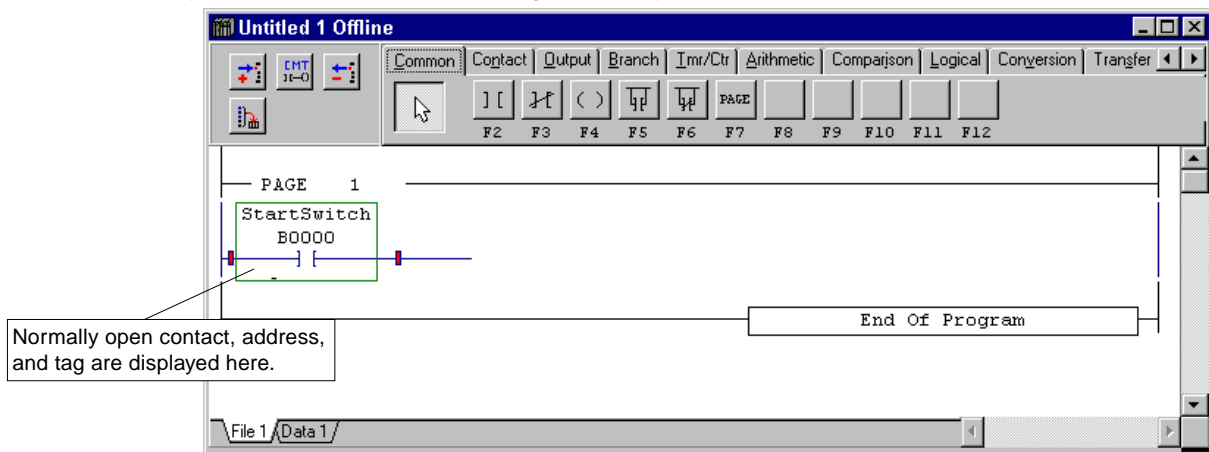 Untitled 1 Offline
CMT
Common Contact Output Branch Tmr/Ctr Arithmetic Comparison Logical Conversion Transfer
PAGE
F2 F3 F4 F5 F6 F7 F8 F9 F10 F11 F12
PAGE 1
StartSwitch
B0000
End Of Program
Normally open contact, address,
and tag are displayed here.
File 1 Data 1